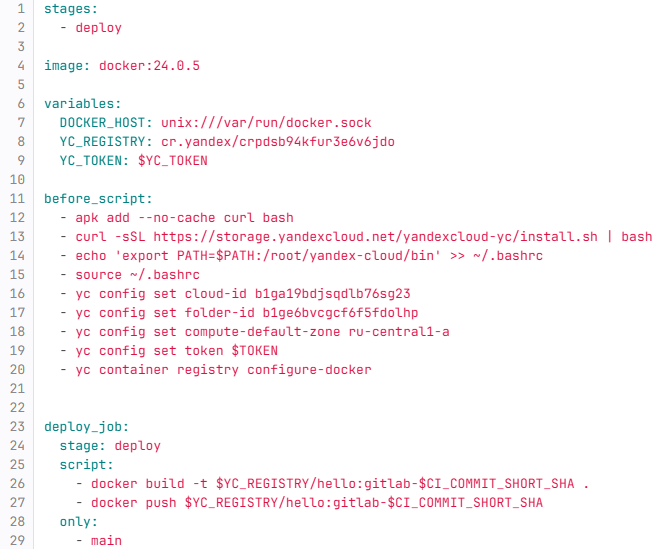 1 stages:
2   - deploy
3
4 image: docker:24.0.5
5
6 variables:
7   DOCKER_HOST: unix:///var/run/docker.sock
8   YC_REGISTRY: cr.yandex/crpdsb94kfur3e6v6jdo
9   YC_TOKEN: $YC_TOKEN
10
11 before_script:
12   - apk add --no-cache curl bash
13   - curl -sSL https://storage.yandexcloud.net/yandexcloud-yc/install.sh | bash
14   - echo 'export PATH=$PATH:/root/yandex-cloud/bin' >> ~/.bashrc
15   - source ~/.bashrc
16   - yc config set cloud-id b1ga19bdjsqdlb76sg23
17   - yc config set folder-id b1ge6bvcgcf6f5fdolhp
18   - yc config set compute-default-zone ru-central1-a
19   - yc config set token $TOKEN
20   - yc container registry configure-docker
21
22
23 deploy_job:
24   stage: deploy
25   script:
26     - docker build -t $YC_REGISTRY/hello:gitlab-$CI_COMMIT_SHORT_SHA .
27     - docker push $YC_REGISTRY/hello:gitlab-$CI_COMMIT_SHORT_SHA
28   only:
29     - main